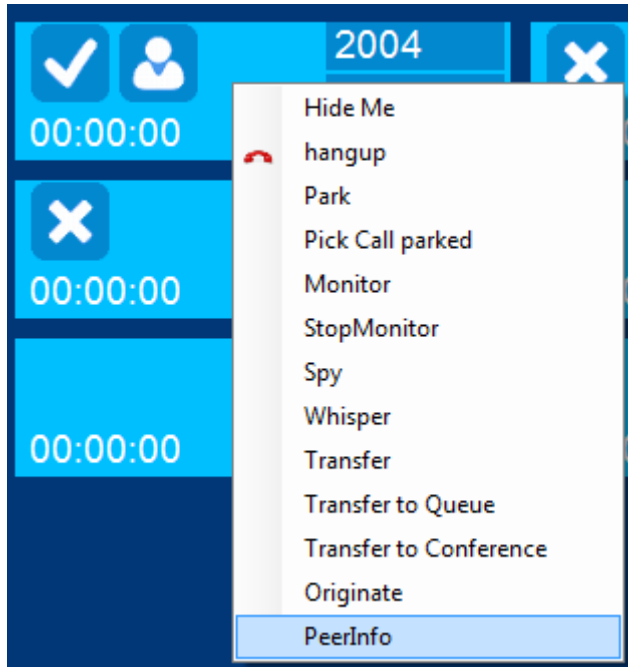 2004
00:00:00
00:00:00
00:00:00
Hide Me
hangup
Park
Pick Call parked
Monitor
StopMonitor
Spy
Whisper
Transfer
Transfer to Queue
Transfer to Conference
Originate
PeerInfo